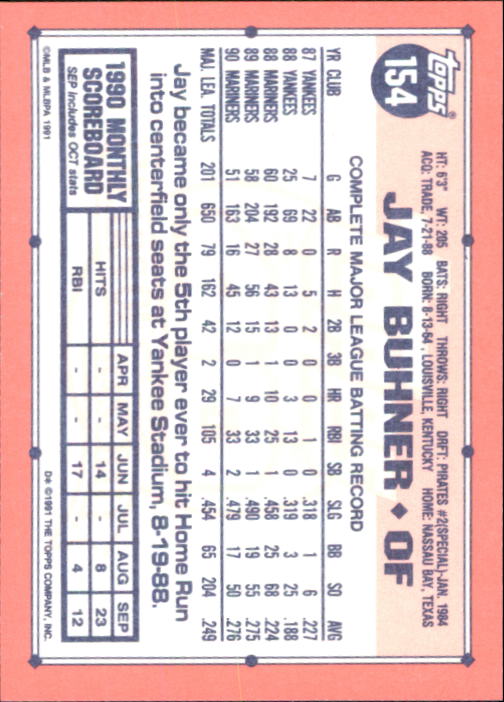 topps®
154
HT: 6'3" WT: 205 BATS: RIGHT THROWS: RIGHT DRFT: PIRATES #2(SPECIAL)-JAN. 1984
ACQ: TRADE, 7-21-88 BORN: 8-13-64, LOUISVILLE, KENTUCKY HOME: NASSAU BAY, TEXAS
JAY BUHNER ◆ OF
COMPLETE MAJOR LEAGUE BATTING RECORD
YR CLUB G AB R H 2B 3B HR RBI SB SLG BB SO AVG
87 YANKEES 7 22 0 5 2 0 0 1 0 .318 1 6 .227
88 YANKEES 25 69 8 13 0 0 3 13 0 .319 3 25 .188
88 MARINERS 60 192 28 43 13 1 10 25 1 .458 25 68 .224
89 MARINERS 58 204 27 56 15 1 9 33 1 .490 19 55 .275
90 MARINERS 51 163 16 45 12 0 7 33 2 .479 17 50 .276
MAJ. LEA. TOTALS 201 650 79 162 42 2 29 105 4 .454 65 204 .249
Jay became only the 5th player ever to hit Home Run
into centerfield seats at Yankee Stadium, 8-19-88.
1990 MONTHLY
SCOREBOARD
SEP includes OCT stats
APR MAY JUN JUL AUG SEP
HITS - - 14 - 8 23
RBI - - 17 - 4 12
©MLB & MLBPA 1991
D* ©1991 THE TOPPS COMPANY, INC.